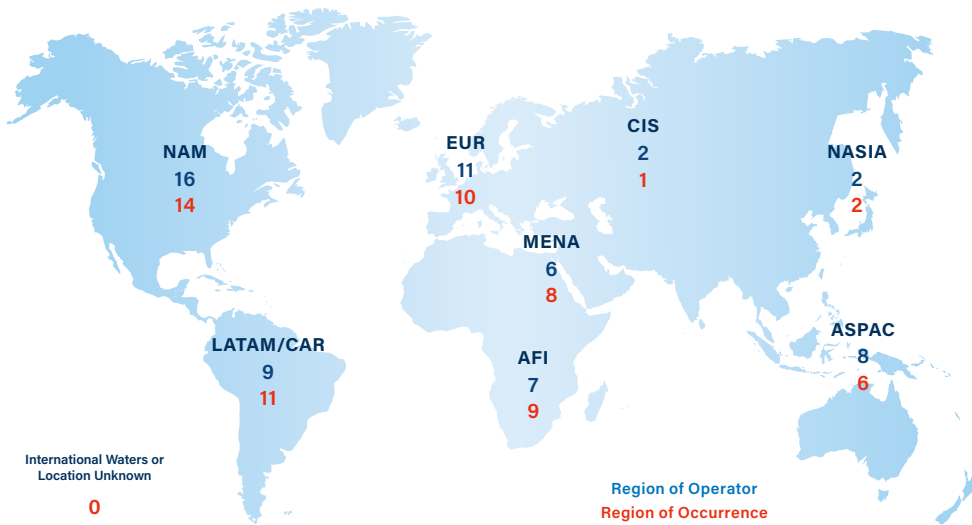 NAM
16
14
EUR
11
10
CIS
2
1
NASIA
2
2
MENA
6
8
LATAM/CAR
9
11
AFI
7
9
ASPAC
8
6
International Waters or
Location Unknown
0
Region of Operator
Region of Occurrence